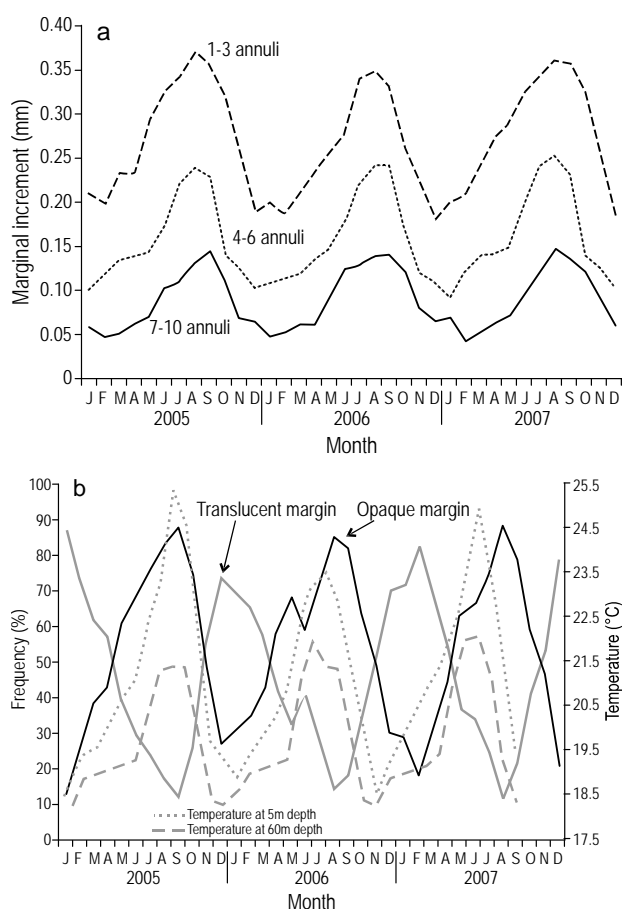 a
0.40
0.35
0.30
0.25
0.20
0.15
0.10
0.05
0
Marginal increment (mm)
1-3 annuli
4-6 annuli
7-10 annuli
J F M A M J J A S O N D J F M A M J J A S O N D J F M A M J J A S O N D
2005 2006 2007
Month
b
100
90
80
70
60
50
40
30
20
10
0
Frequency (%)
Translucent margin Opaque margin
25.5
24.5
23.5
22.5
21.5
20.5
19.5
18.5
17.5
Temperature (°C)
Temperature at 5m depth
Temperature at 60m depth
J F M A M J J A S O N D J F M A M J J A S O N D J F M A M J J A S O N D
2005 2006 2007
Month